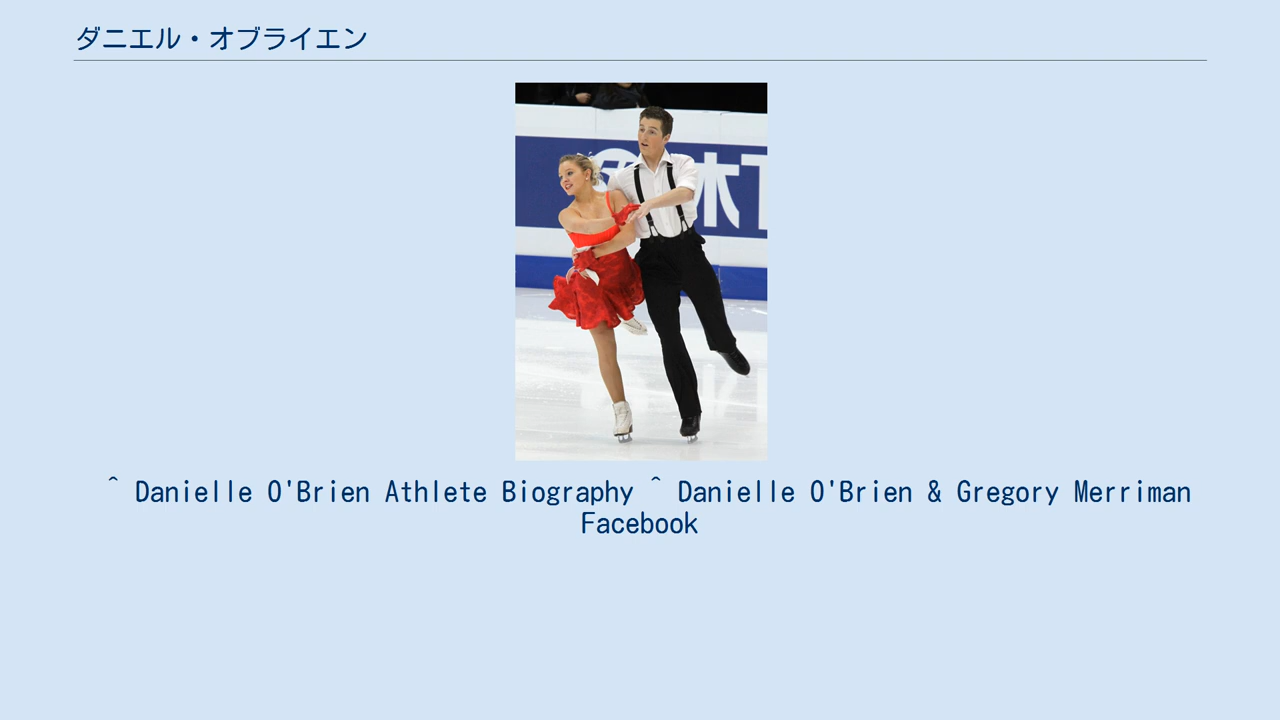 ダニエル・オブライエン
^ Danielle O'Brien Athlete Biography ^ Danielle O'Brien & Gregory Merriman
Facebook